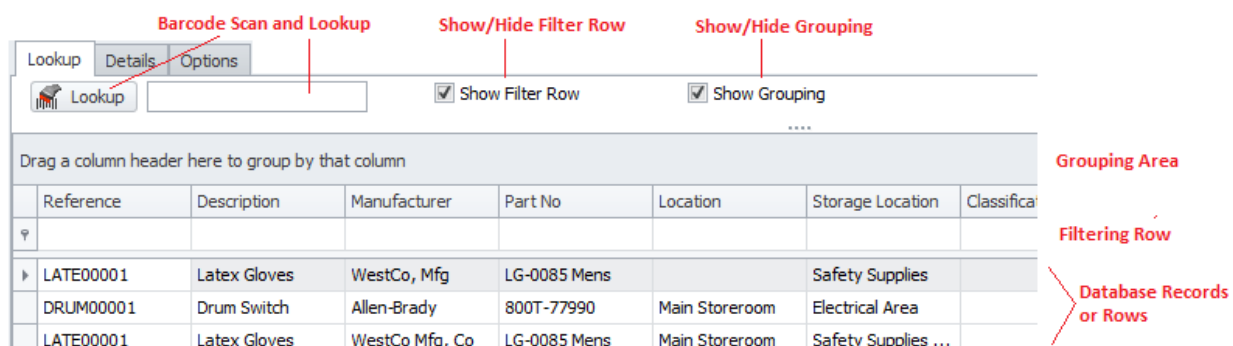 Barcode Scan and Lookup Show/Hide Filter Row Show/Hide Grouping
Lookup Details Options
Lookup Show Filter Row Show Grouping
Drag a column header here to group by that column Grouping Area
Reference Description Manufacturer Part No Location Storage Location Classificat
Filtering Row
LATE00001 Latex Gloves WestCo, Mfg LG-0085 Mens Safety Supplies
Database Records
DRUM00001 Drum Switch Allen-Brady 800T-77990 Main Storeroom Electrical Area
or Rows
LATE00001 Latex Gloves WestCo Mfg, Co LG-0085 Mens Main Storeroom Safety Supplies ...